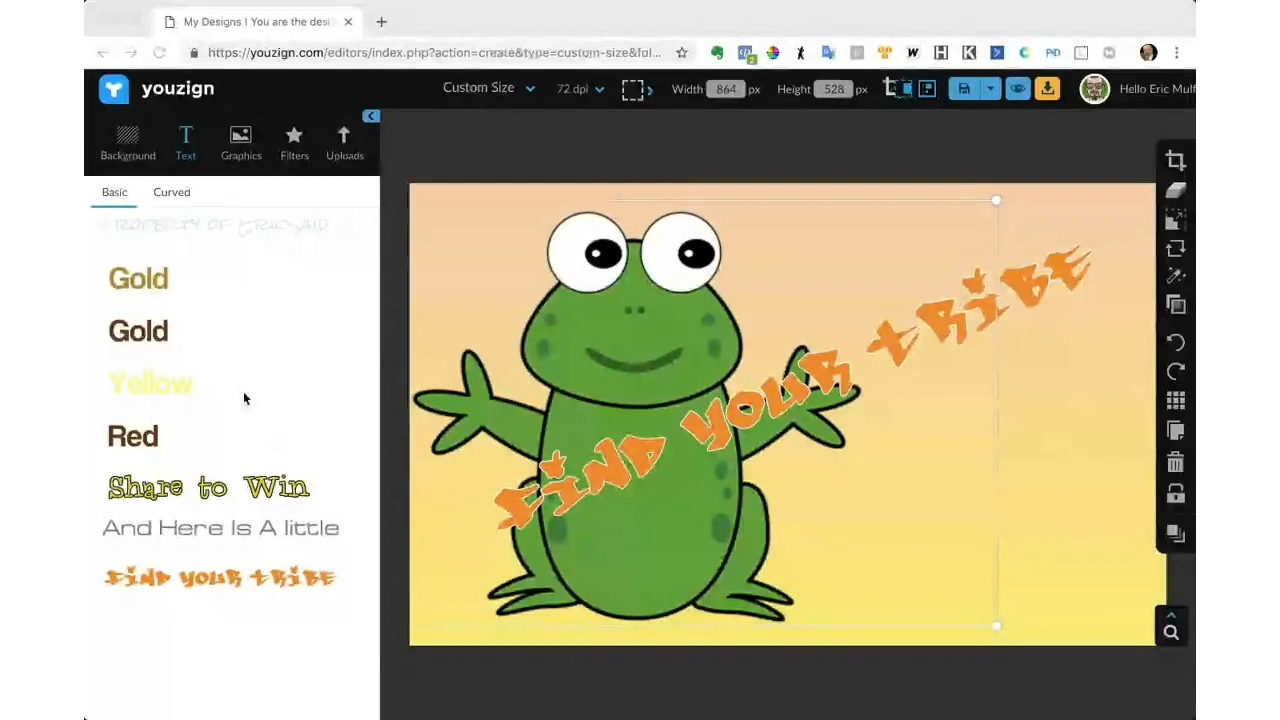 My Designs | You are the desi
https://youzign.com/editors/index.php?action=create&type=custom-size&fol...
youzign
Custom Size
72.dpi
Width 864 px
Height 528 px
Hello Eric Mulf
Background
Text
Graphics
Filters
Uploads
Basic
Curved
Gold
Gold
Yellow
Red
Share to Win
And Here Is A little
FIND YOUR TRIBE
FIND YOUR TRIBE